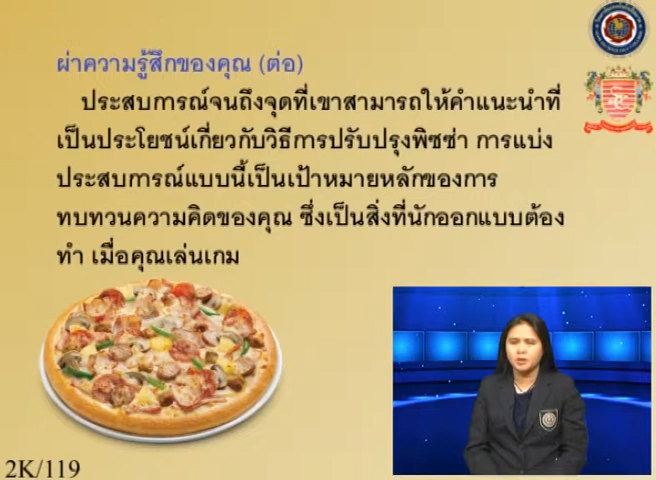 ผ่าความรู้สึกของคุณ (ต่อ)
ประสบการณ์จนถึงจุดที่เขาสามารถให้คำแนะนำที่
เป็นประโยชน์เกี่ยวกับวิธีการปรับปรุงพิซซ่า การแบ่ง
ประสบการณ์แบบนี้เป็นเป้าหมายหลักของการ
ทบทวนความคิดของคุณ ซึ่งเป็นสิ่งที่นักออกแบบต้อง
ทำ เมื่อคุณเล่นเกม
2K/119